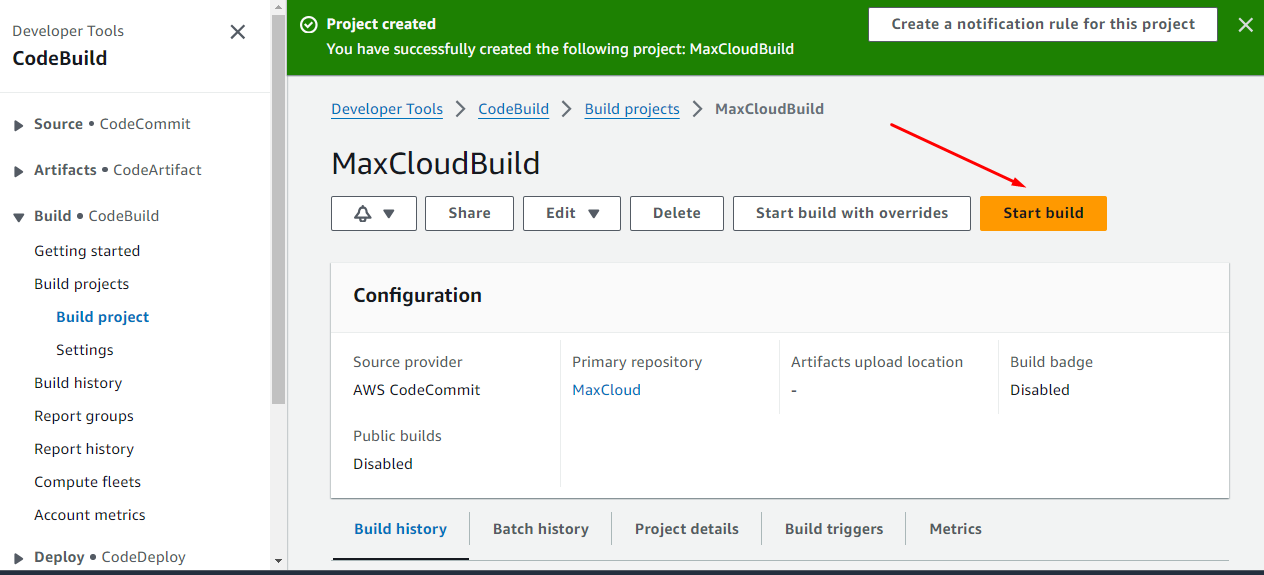 Developer Tools
CodeBuild
Source • CodeCommit
Artifacts • CodeArtifact
Build • CodeBuild
Getting started
Build projects
Build project
Settings
Build history
Report groups
Report history
Compute fleets
Account metrics
Deploy • CodeDeploy
Project created
You have successfully created the following project: MaxCloudBuild
Create a notification rule for this project
Developer Tools > CodeBuild > Build projects > MaxCloudBuild
MaxCloudBuild
Share Edit Delete Start build with overrides Start build
Configuration
Source provider Primary repository Artifacts upload location Build badge
AWS CodeCommit MaxCloud - Disabled
Public builds
Disabled
Build history Batch history Project details Build triggers Metrics